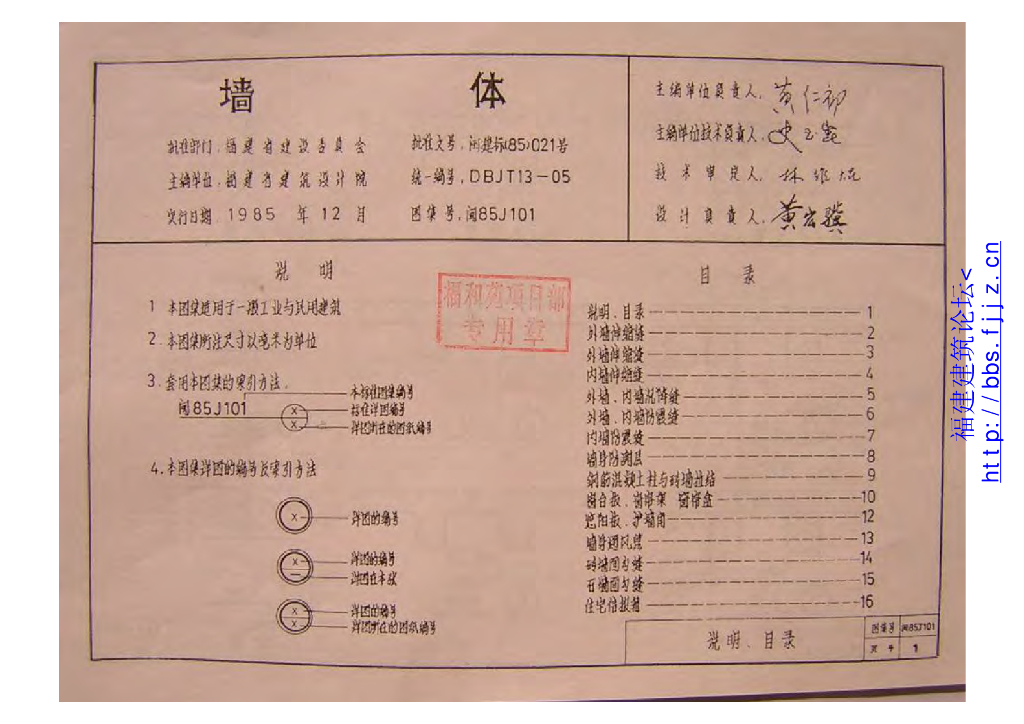 墙 体
批准部门. 福建省建设委员会
批准文号. 闽建标(85)021号
主编单位. 福建省建筑设计院
统一编号. DBJT13-05
实行日期 1985 年 12 月
图集号. 闽85J101
主编单位负责人. 黄仁初
主编单位技术负责人.
技术审定人. 林
设计负责人. 黄宏骥
说 明
1 本图集适用于一般工业与民用建筑
2. 本图集所注尺寸以毫米为单位
3. 套用本图集的索引方法.
闽85J101
X
X
本标准图集编号
标准详图编号
详图所在的图纸编号
4. 本图集详图的编号及索引方法
X 详图的编号
X 详图的编号
详图在本张
X 详图的编号
X 详图所在的图纸编号
福和苑项目部
专用章
目 录
说明. 目录 1
外墙伸缩缝 2
外墙伸缩缝 3
内墙伸缩缝 4
外墙. 内墙沉降缝 5
外墙. 内墙防震缝 6
内墙防震缝 7
墙身防潮层 8
钢筋混凝土柱与砖墙拉结 9
窗台板. 窗帘架 窗帘盒 10
遮阳板. 护墙角 12
墙身通风道 13
砖墙面勾缝 14
石墙面勾缝 15
住宅信报箱 16
说明. 目录
图集号 闽85J101
页 号 1
福建建筑论坛<
http://bbs.fjjz.cn